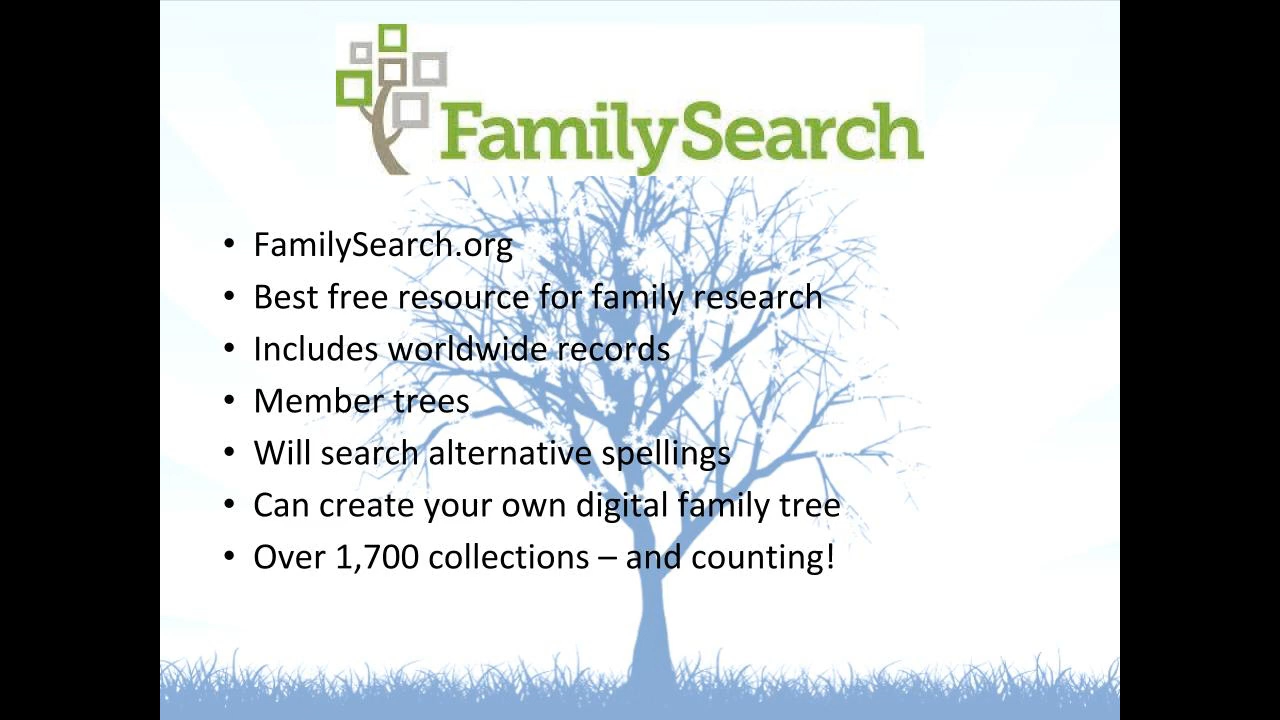 FamilySearch
• FamilySearch.org
• Best free resource for family research
• Includes worldwide records
• Member trees
• Will search alternative spellings
• Can create your own digital family tree
• Over 1,700 collections – and counting!